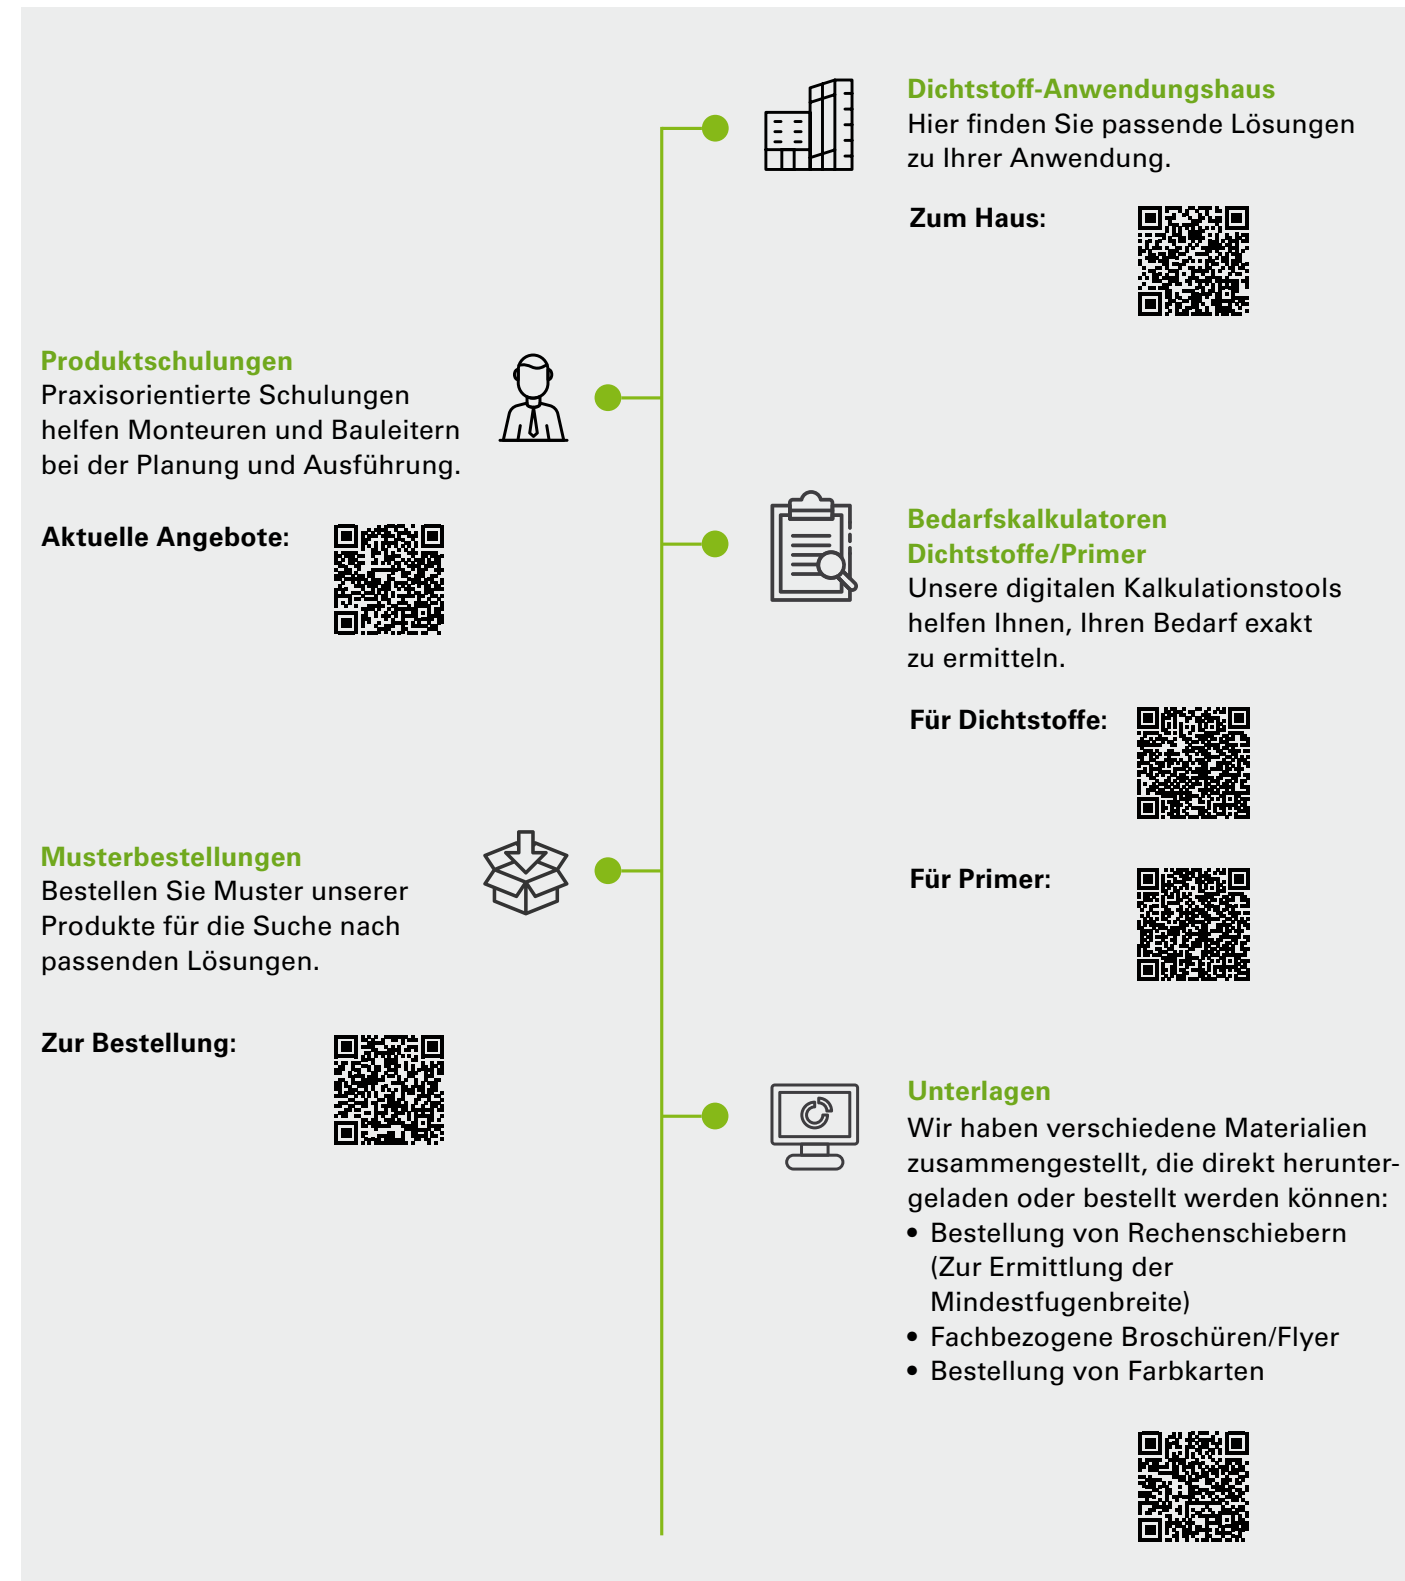 Dichtstoff-Anwendungshaus
Hier finden Sie passende Lösungen
zu Ihrer Anwendung.
Zum Haus:
Produktschulungen
Praxisorientierte Schulungen
helfen Monteuren und Bauleitern
bei der Planung und Ausführung.
Aktuelle Angebote:
Bedarfskalkulatoren
Dichtstoffe/Primer
Unsere digitalen Kalkulationstools
helfen Ihnen, Ihren Bedarf exakt
zu ermitteln.
Für Dichtstoffe:
Für Primer:
Musterbestellungen
Bestellen Sie Muster unserer
Produkte für die Suche nach
passenden Lösungen.
Zur Bestellung:
Unterlagen
Wir haben verschiedene Materialien
zusammengestellt, die direkt herunter-
geladen oder bestellt werden können:
• Bestellung von Rechenschiebern
(Zur Ermittlung der
Mindestfugenbreite)
• Fachbezogene Broschüren/Flyer
• Bestellung von Farbkarten